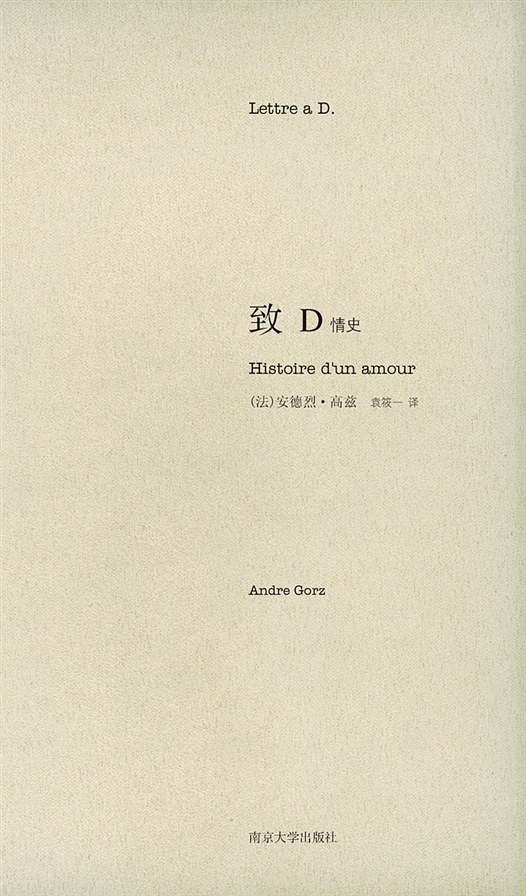 Lettre a D.
致 D 情史
Histoire d'un amour
(法)安德烈·高兹 袁筱一 译
Andre Gorz
南京大学出版社